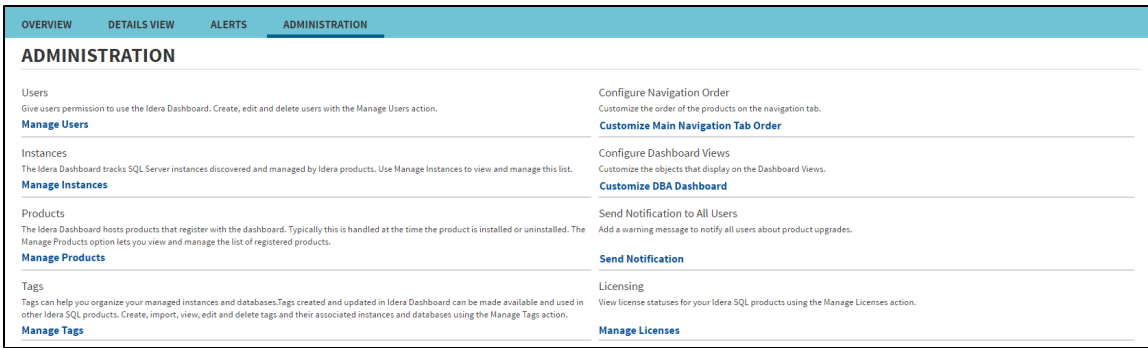 OVERVIEW DETAILS VIEW ALERTS ADMINISTRATION
ADMINISTRATION
Users
Give users permission to use the Idera Dashboard. Create, edit and delete users with the Manage Users action.
Manage Users
Instances
The Idera Dashboard tracks SQL Server instances discovered and managed by Idera products. Use Manage Instances to view and manage this list.
Manage Instances
Products
The Idera Dashboard hosts products that register with the dashboard. Typically this is handled at the time the product is installed or uninstalled. The
Manage Products option lets you view and manage the list of registered products.
Manage Products
Tags
Tags can help you organize your managed instances and databases.Tags created and updated in Idera Dashboard can be made available and used in
other Idera SQL products. Create, import, view, edit and delete tags and their associated instances and databases using the Manage Tags action.
Manage Tags
Configure Navigation Order
Customize the order of the products on the navigation tab.
Customize Main Navigation Tab Order
Configure Dashboard Views
Customize the objects that display on the Dashboard Views.
Customize DBA Dashboard
Send Notification to All Users
Add a warning message to notify all users about product upgrades.
Send Notification
Licensing
View license statuses for your Idera SQL products using the Manage Licenses action.
Manage Licenses